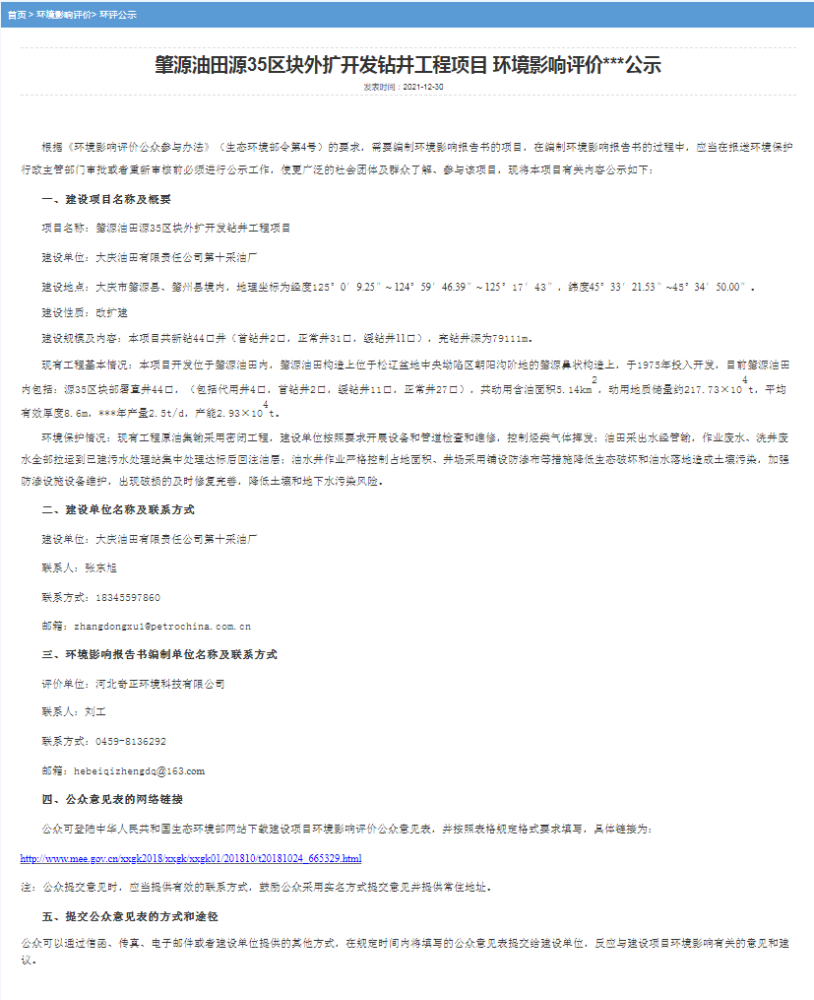 首页 > 环境影响评价> 环评公示
肇源油田源35区块外扩开发钻井工程项目 环境影响评价***公示
发表时间：2021-12-30
根据《环境影响评价公众参与办法》（生态环境部令第4号）的要求，需要编制环境影响报告书的项目，在编制环境影响报告书的过程中，应当在报送环境保护
行政主管部门审批或者重新审核前必须进行公示工作，使更广泛的社会团体及群众了解、参与该项目，现将本项目有关内容公示如下：
一、建设项目名称及概要
项目名称：肇源油田源35区块外扩开发钻井工程项目
建设单位：大庆油田有限责任公司第十采油厂
建设地点：大庆市肇源县、肇州县境内，地理坐标为经度125°0′9.25″~124°59′46.39″~125°17′43″，纬度45°33′21.53″~45°34′50.00″。
建设性质：改扩建
建设规模及内容：本项目共新钻44口井（首钻井2口，正常井31口，缓钻井11口），完钻井深为79111m。
现有工程基本情况：本项目开发位于肇源油田内，肇源油田构造上位于松辽盆地中央坳陷区朝阳沟阶地的肇源鼻状构造上，于1975年投入开发，目前肇源油田
内包括：源35区块部署直井44口，（包括代用井4口，首钻井2口，缓钻井11口，正常井27口），共动用含油面积5.14km²，动用地质储量约217.73×10⁴t，平均
有效厚度8.6m，***年产量2.5t/d，产能2.93×10⁴t。
环境保护情况：现有工程原油集输采用密闭工程，建设单位按照要求开展设备和管道检查和维修，控制烃类气体挥发；油田采出水经管输，作业废水、洗井废
水全部拉运到已建污水处理站集中处理达标后回注油层；油水井作业严格控制占地面积、井场采用铺设防渗布等措施降低生态破坏和油水落地造成土壤污染，加强
防渗设施设备维护，出现破损的及时修复完善，降低土壤和地下水污染风险。
二、建设单位名称及联系方式
建设单位：大庆油田有限责任公司第十采油厂
联系人：张东旭
联系方式：18345597860
邮箱：zhangdongxu1@petrochina.com.cn
三、环境影响报告书编制单位名称及联系方式
评价单位：河北奇正环境科技有限公司
联系人：刘工
联系方式：0459-8136292
邮箱：hebeiqizhengdq@163.com
四、公众意见表的网络链接
公众可登陆中华人民共和国生态环境部网站下载建设项目环境影响评价公众意见表，并按照表格规定格式要求填写，具体链接为：
http://www.mee.gov.cn/xxgk2018/xxgk/xxgk01/201810/t20181024_665329.html
注：公众提交意见时，应当提供有效的联系方式，鼓励公众采用实名方式提交意见并提供常住地址。
五、提交公众意见表的方式和途径
公众可以通过信函、传真、电子邮件或者建设单位提供的其他方式，在规定时间内将填写的公众意见表提交给建设单位，反应与建设项目环境影响有关的意见和建
议。